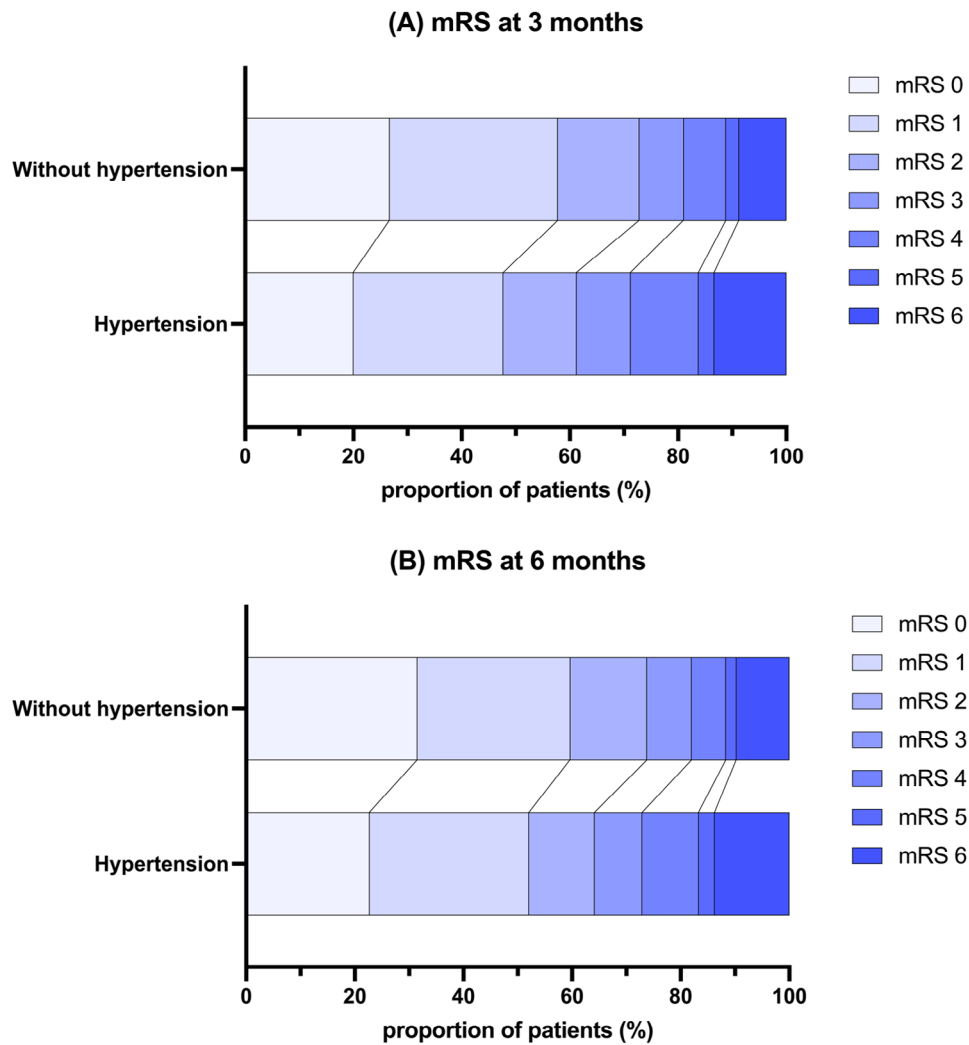 (A) mRS at 3 months
Without hypertension
Hypertension
0 20 40 60 80 100
proportion of patients (%)
mRS 0
mRS 1
mRS 2
mRS 3
mRS 4
mRS 5
mRS 6
(B) mRS at 6 months
Without hypertension
Hypertension
0 20 40 60 80 100
proportion of patients (%)
mRS 0
mRS 1
mRS 2
mRS 3
mRS 4
mRS 5
mRS 6